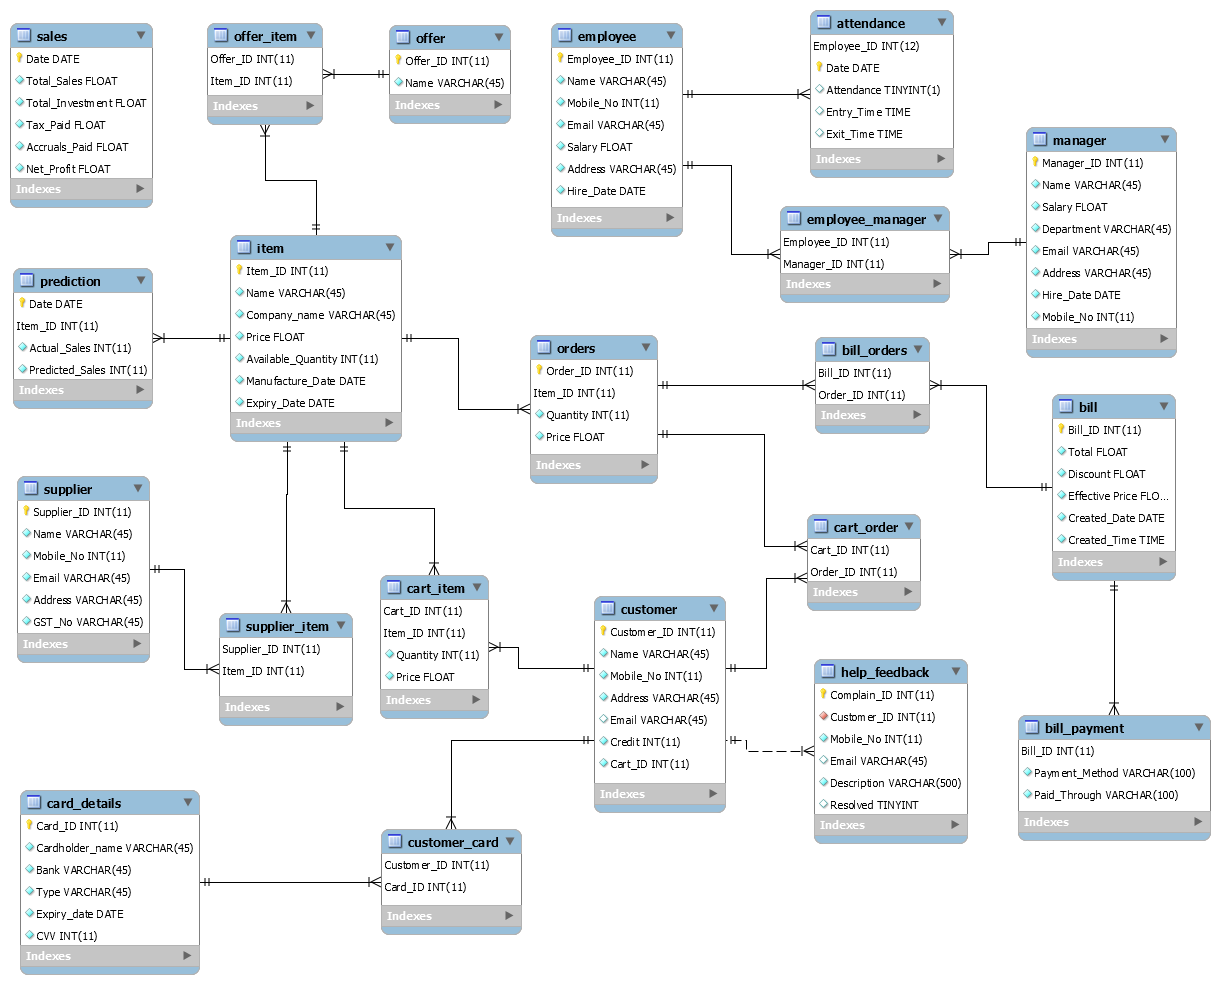 sales
Date DATE
Total_Sales FLOAT
Total_Investment FLOAT
Tax_Paid FLOAT
Accruals_Paid FLOAT
Net_Profit FLOAT
Indexes
offer_item
Offer_ID INT(11)
Item_ID INT(11)
Indexes
offer
Offer_ID INT(11)
Name VARCHAR(45)
Indexes
employee
Employee_ID INT(11)
Name VARCHAR(45)
Mobile_No INT(11)
Email VARCHAR(45)
Salary FLOAT
Address VARCHAR(45)
Hire_Date DATE
Indexes
attendance
Employee_ID INT(12)
Date DATE
Attendance TINYINT(1)
Entry_Time TIME
Exit_Time TIME
Indexes
manager
Manager_ID INT(11)
Name VARCHAR(45)
Salary FLOAT
Department VARCHAR(45)
Email VARCHAR(45)
Address VARCHAR(45)
Hire_Date DATE
Mobile_No INT(11)
Indexes
employee_manager
Employee_ID INT(11)
Manager_ID INT(11)
Indexes
item
Item_ID INT(11)
Name VARCHAR(45)
Company_name VARCHAR(45)
Price FLOAT
Available_Quantity INT(11)
Manufacture_Date DATE
Expiry_Date DATE
Indexes
prediction
Date DATE
Item_ID INT(11)
Actual_Sales INT(11)
Predicted_Sales INT(11)
Indexes
orders
Order_ID INT(11)
Item_ID INT(11)
Quantity INT(11)
Price FLOAT
Indexes
bill_orders
Bill_ID INT(11)
Order_ID INT(11)
Indexes
bill
Bill_ID INT(11)
Total FLOAT
Discount FLOAT
Effective Price FLO...
Created_Date DATE
Created_Time TIME
Indexes
supplier
Supplier_ID INT(11)
Name VARCHAR(45)
Mobile_No INT(11)
Email VARCHAR(45)
Address VARCHAR(45)
GST_No VARCHAR(45)
Indexes
cart_order
Cart_ID INT(11)
Order_ID INT(11)
Indexes
supplier_item
Supplier_ID INT(11)
Item_ID INT(11)
Indexes
cart_item
Cart_ID INT(11)
Item_ID INT(11)
Quantity INT(11)
Price FLOAT
Indexes
customer
Customer_ID INT(11)
Name VARCHAR(45)
Mobile_No INT(11)
Address VARCHAR(45)
Email VARCHAR(45)
Credit INT(11)
Cart_ID INT(11)
Indexes
help_feedback
Complain_ID INT(11)
Customer_ID INT(11)
Mobile_No INT(11)
Email VARCHAR(45)
Description VARCHAR(500)
Resolved TINYINT
Indexes
bill_payment
Bill_ID INT(11)
Payment_Method VARCHAR(100)
Paid_Through VARCHAR(100)
Indexes
card_details
Card_ID INT(11)
Cardholder_name VARCHAR(45)
Bank VARCHAR(45)
Type VARCHAR(45)
Expiry_date DATE
CVV INT(11)
Indexes
customer_card
Customer_ID INT(11)
Card_ID INT(11)
Indexes